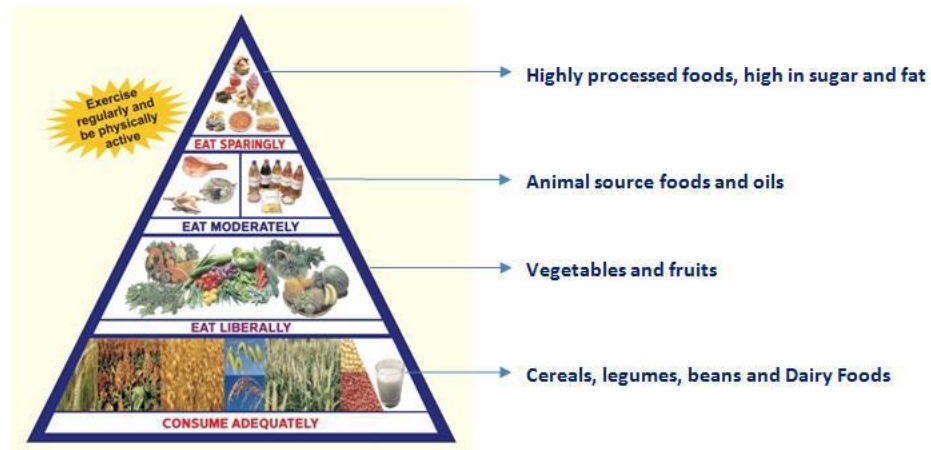 Exercise
regularly and
be physically
active
EAT SPARINGLY
Highly processed foods, high in sugar and fat
EAT MODERATELY
Animal source foods and oils
EAT LIBERALLY
Vegetables and fruits
CONSUME ADEQUATELY
Cereals, legumes, beans and Dairy Foods